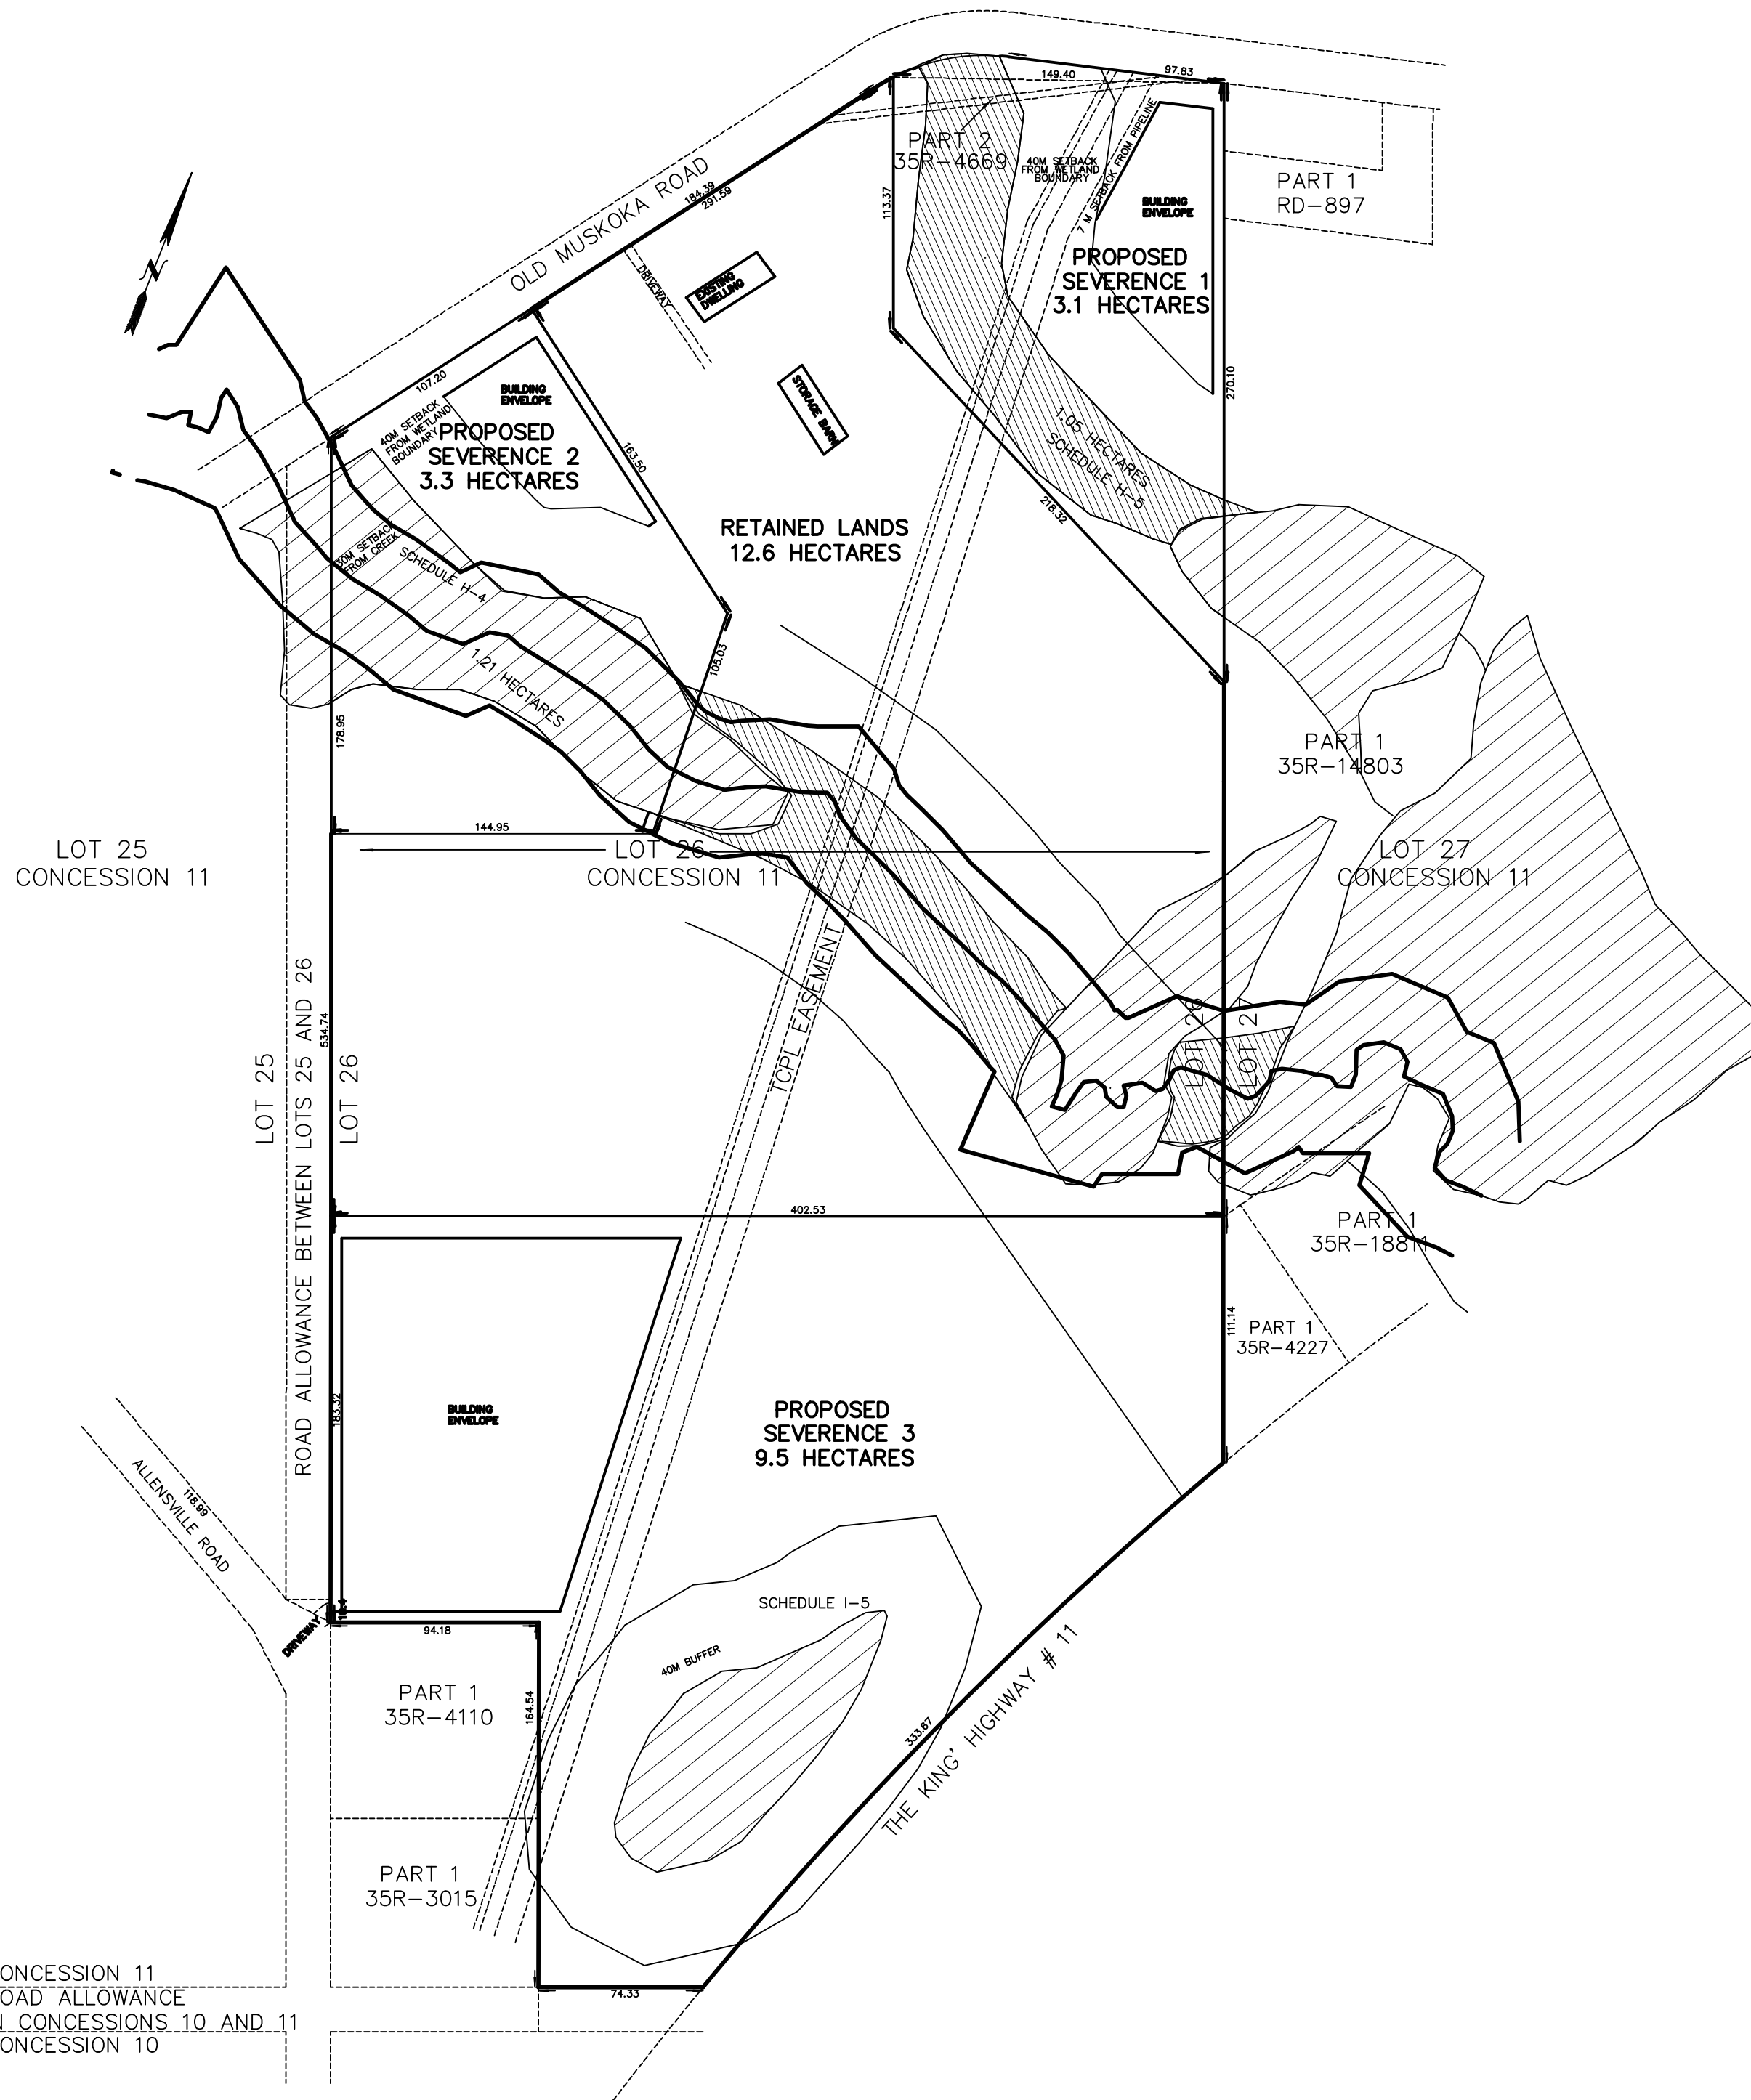 149.40
97.83
PART 2
35R-4669
113.37
40M SETBACK
FROM WETLAND
BOUNDARY
7 M SETBACK FROM PIPELINE
BUILDING
ENVELOPE
PROPOSED
SEVERENCE 1
3.1 HECTARES
270.10
PART 1
RD-897
OLD MUSKOKA ROAD
184.39
291.59
N
DRIVEWAY
EXISTING
DWELLING
STORAGE BARN
107.20
BUILDING
ENVELOPE
40M SETBACK
FROM WETLAND
BOUNDARY
PROPOSED
SEVERENCE 2
3.3 HECTARES
163.50
1.05 HECTARES
SCHEDULE H-5
218.32
RETAINED LANDS
12.6 HECTARES
30M SETBACK
FROM CREEK
SCHEDULE H-4
1.21 HECTARES
105.03
178.95
PART 1
35R-14803
144.95
LOT 25
CONCESSION 11
LOT 26
CONCESSION 11
LOT 27
CONCESSION 11
TCPL EASEMENT
LOT 26
LOT 27
534.74
LOT 25
ROAD ALLOWANCE BETWEEN LOTS 25 AND 26
LOT 26
402.53
PART 1
35R-18811
111.14
PART 1
35R-4227
183.32
BUILDING
ENVELOPE
PROPOSED
SEVERENCE 3
9.5 HECTARES
118.99
ALLENSVILLE ROAD
DRIVEWAY
94.18
SCHEDULE I-5
40M BUFFER
PART 1
35R-4110
164.54
333.67
THE KING' HIGHWAY # 11
PART 1
35R-3015
74.33
ONCESSION 11
OAD ALLOWANCE
N CONCESSIONS 10 AND 11
ONCESSION 10